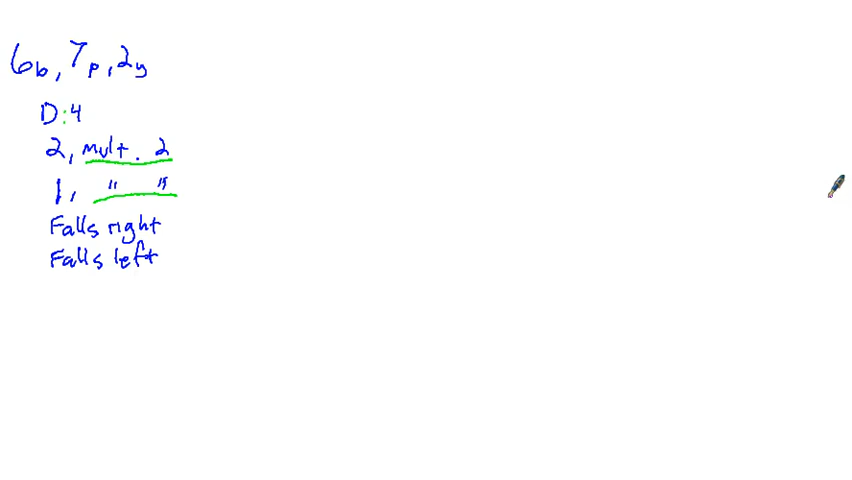 6b, 7p, 2y
D:4
2, mult. 2
1, " "
Falls right
Falls left